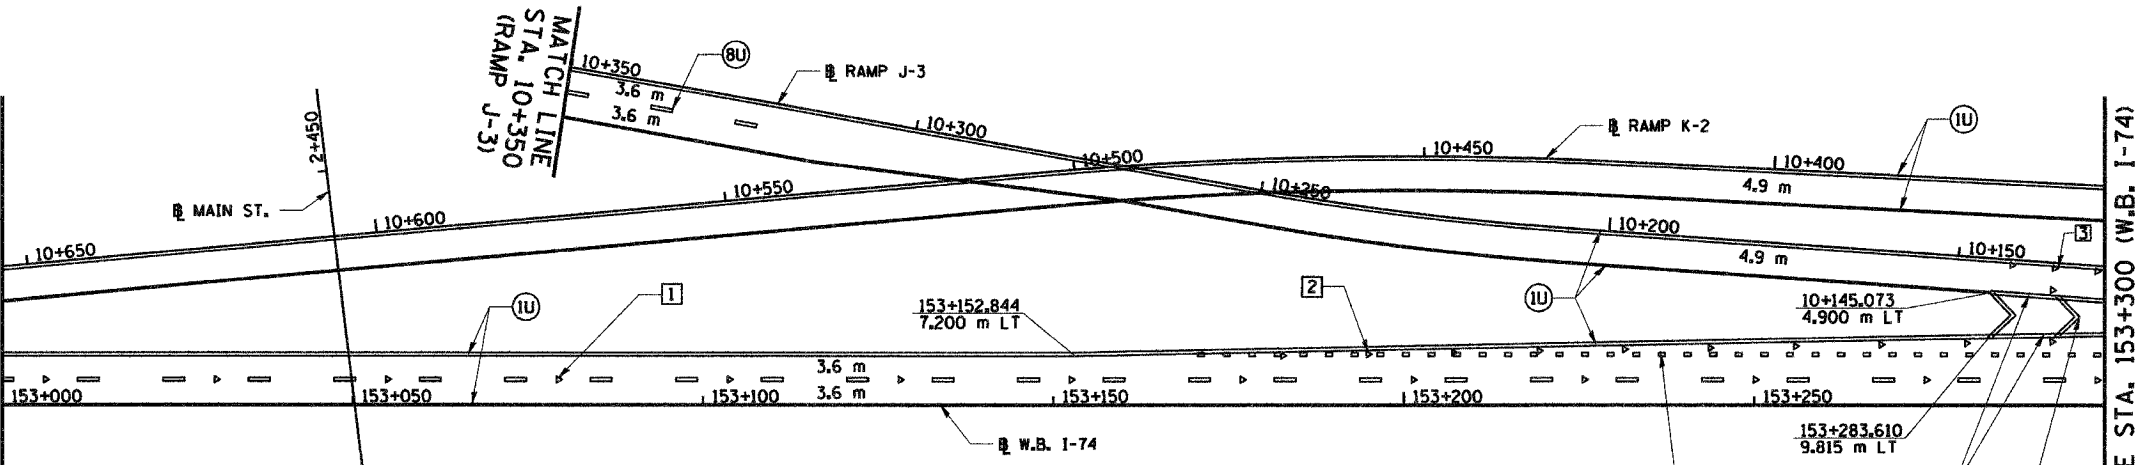 MATCH LINE
STA. 10+350
(RAMP J-3)
10+350
3.6 m
3.6 m
8U
℄ RAMP J-3
10+300
10+500
10+450
℄ RAMP K-2
1U
10+400
4.9 m
2+450
℄ MAIN ST.
10+650
10+600
10+550
10+250
10+200
4.9 m
10+150
3
1U
1
153+152.844
7.200 m LT
2
1U
10+145.073
4.900 m LT
3.6 m
3.6 m
153+000
153+050
153+100
153+150
153+200
153+250
℄ W.B. I-74
153+283.610
9.815 m LT
E STA. 153+300 (W.B. I-74)